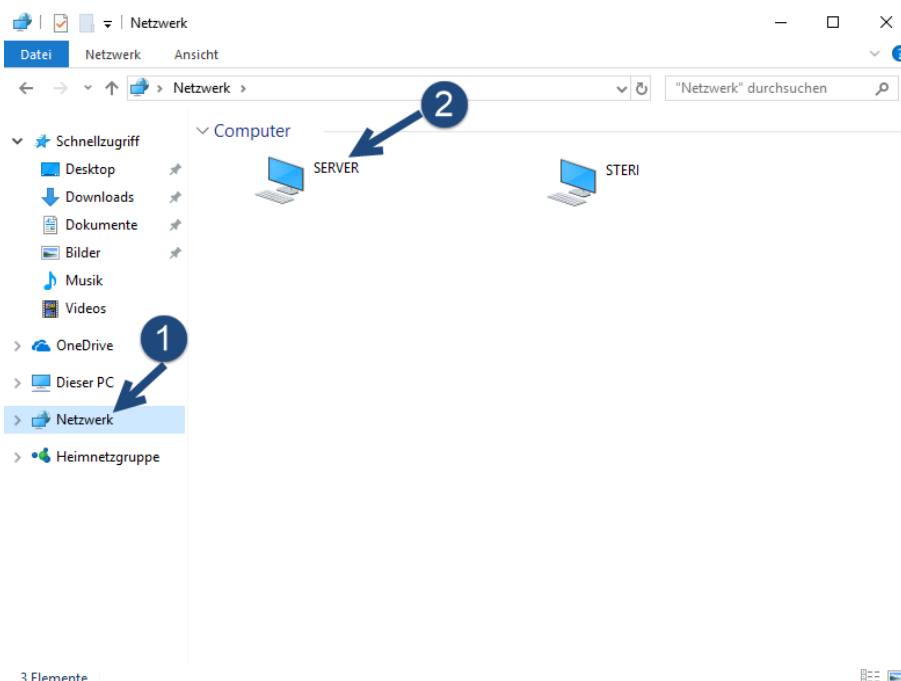 Netzwerk
Datei Netzwerk Ansicht
Netzwerk "Netzwerk" durchsuchen
2
Computer
Schnellzugriff
SERVER
STERI
Desktop
Downloads
Dokumente
Bilder
Musik
Videos
1
OneDrive
Dieser PC
Netzwerk
Heimnetzgruppe
3 Elemente